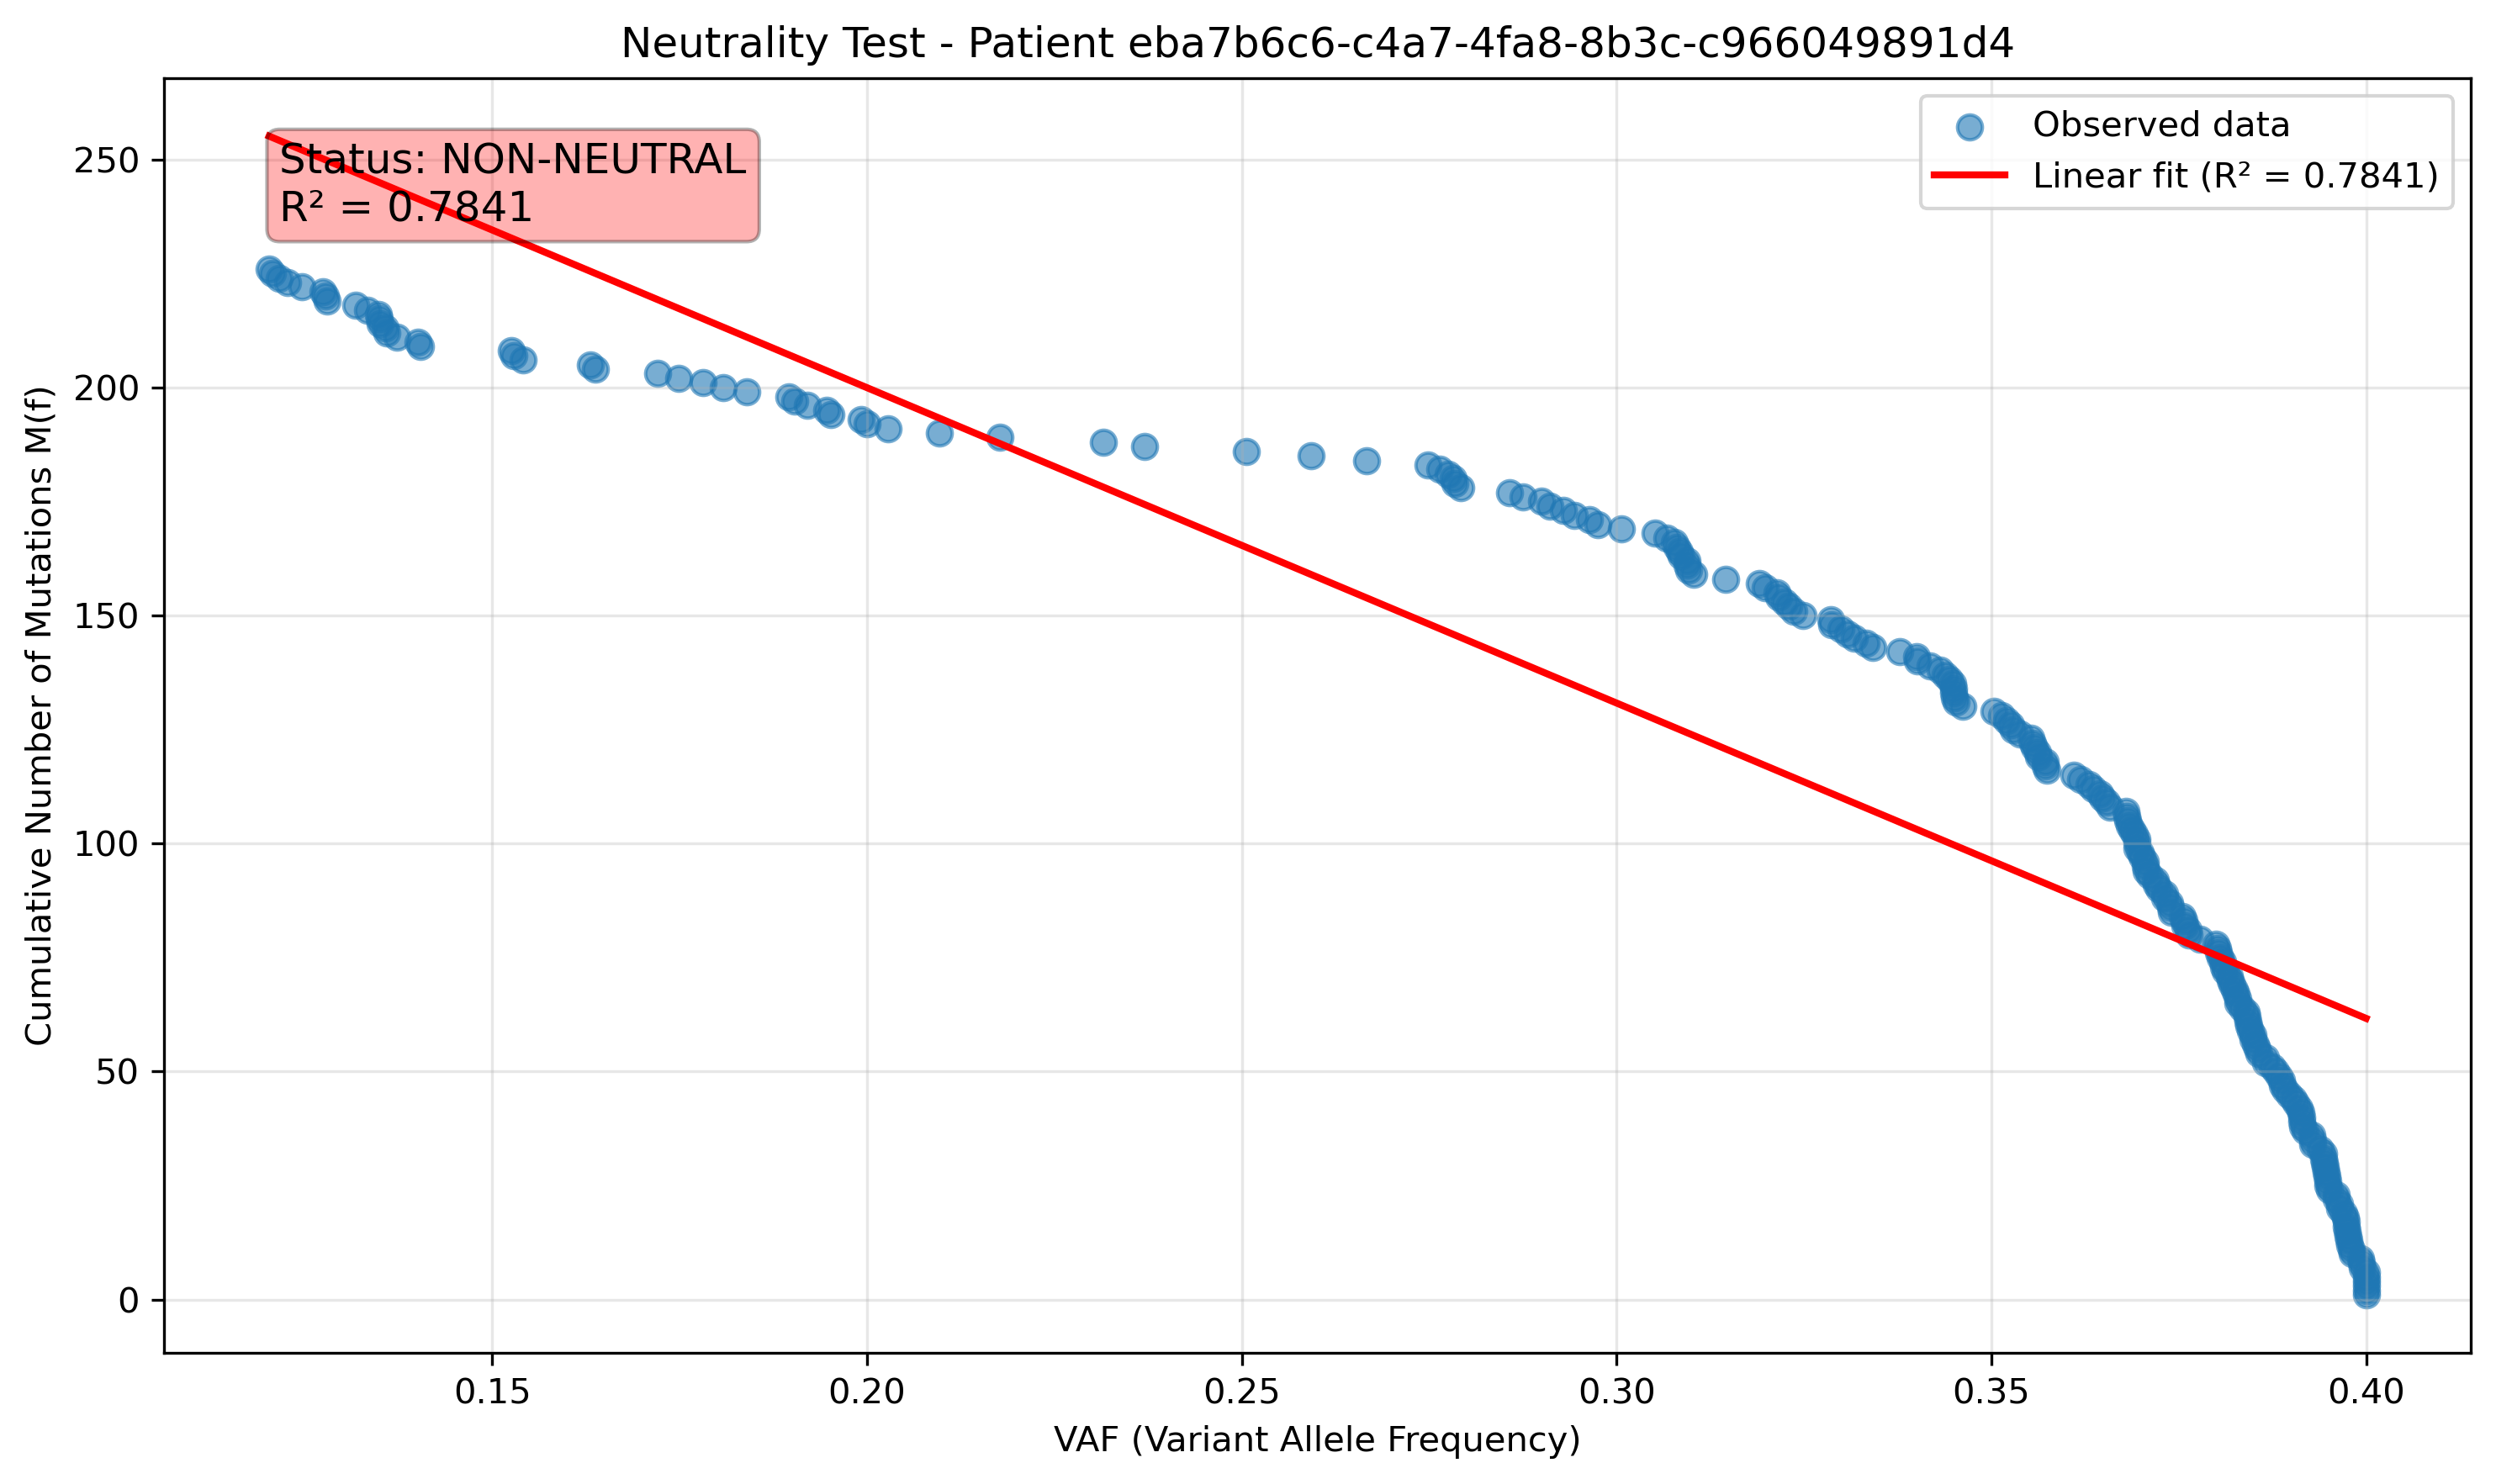 Neutrality Test - Patient eba7b6c6-c4a7-4fa8-8b3c-c966049891d4
Status: NON-NEUTRAL
R² = 0.7841
Observed data
Linear fit (R² = 0.7841)
Cumulative Number of Mutations M(f)
250
200
150
100
50
0
0.15
0.20
0.25
0.30
0.35
0.40
VAF (Variant Allele Frequency)